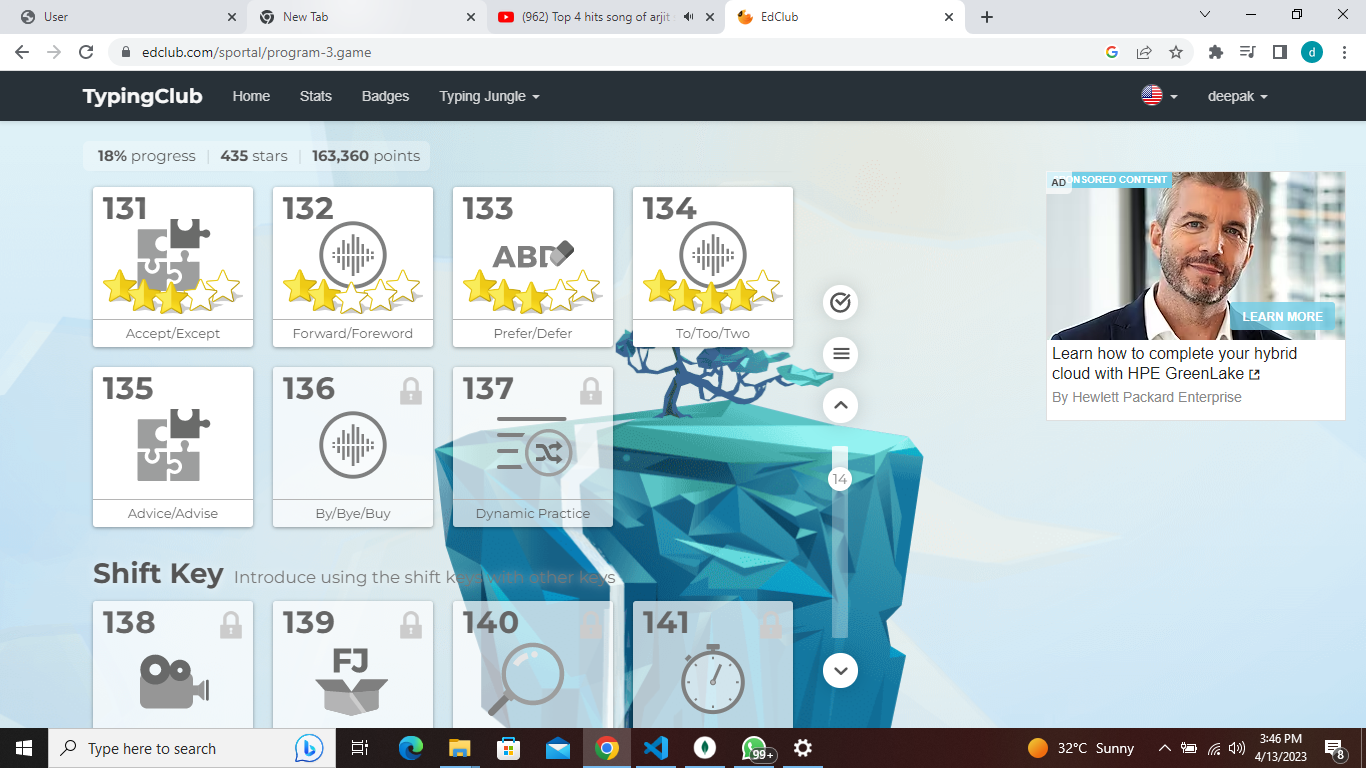 User
New Tab
(962) Top 4 hits song of arjit
EdClub
edclub.com/sportal/program-3.game
d
TypingClub Home Stats Badges Typing Jungle deepak
18% progress 435 stars 163,360 points
131 132 133 134
ABD
Accept/Except Forward/Foreword Prefer/Defer To/Too/Two
135 136 137
Advice/Advise By/Bye/Buy Dynamic Practice
14
Shift Key Introduce using the shift keys with other keys
138 139 140 141
FJ
AD ONSORED CONTENT
LEARN MORE
Learn how to complete your hybrid
cloud with HPE GreenLake
By Hewlett Packard Enterprise
Type here to search
99+
32°C Sunny
3:46 PM
4/13/2023
8